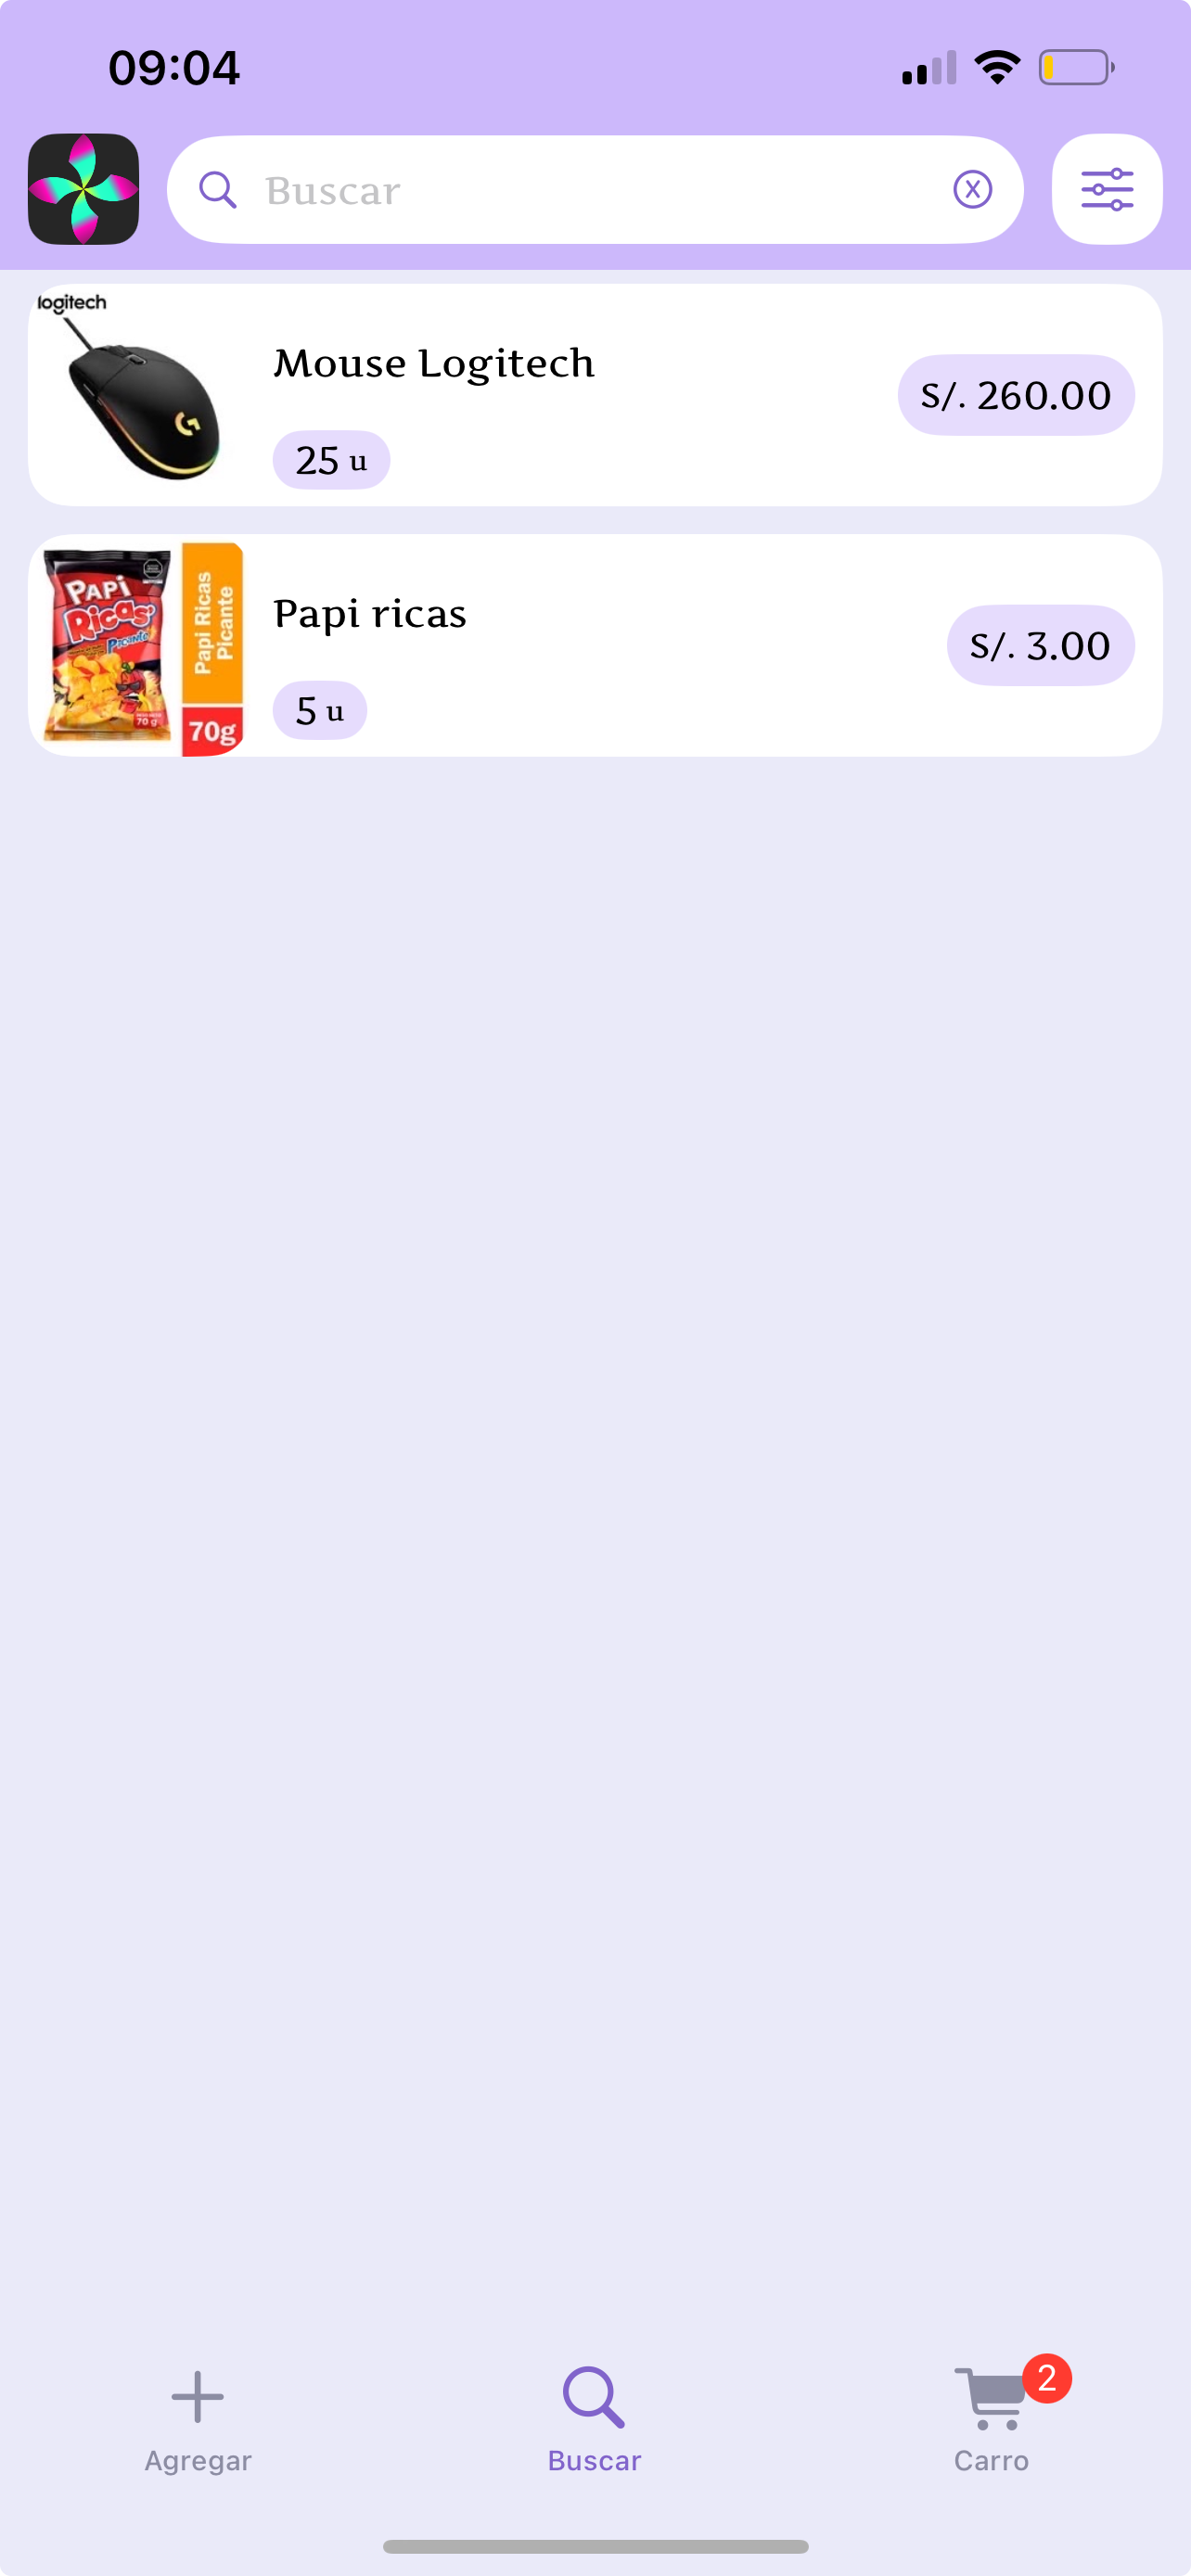 09:04
Buscar
logitech
Mouse Logitech
25 u
S/. 260.00
PAPi
Ricas
Picante
70 g
Papi Ricas
Picante
70g
Papi ricas
5 u
S/. 3.00
2
Agregar
Buscar
Carro